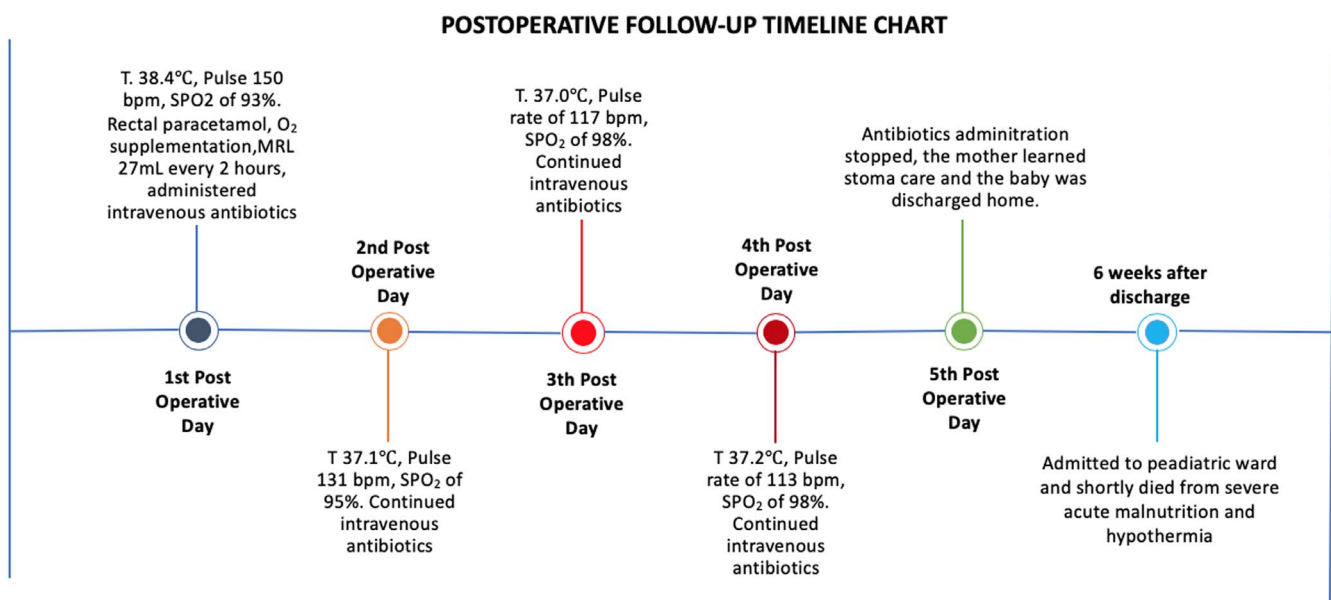 POSTOPERATIVE FOLLOW-UP TIMELINE CHART
T. 38.4℃, Pulse 150
bpm, SPO2 of 93%.
Rectal paracetamol, O₂
supplementation,MRL
27mL every 2 hours,
administered
intravenous antibiotics
1st Post
Operative
Day
2nd Post
Operative
Day
T 37.1℃, Pulse
131 bpm, SPO₂ of
95%. Continued
intravenous
antibiotics
T. 37.0℃, Pulse
rate of 117 bpm,
SPO₂ of 98%.
Continued
intravenous
antibiotics
3th Post
Operative
Day
4th Post
Operative
Day
T 37.2℃, Pulse
rate of 113 bpm,
SPO₂ of 98%.
Continued
intravenous
antibiotics
Antibiotics adminitration
stopped, the mother learned
stoma care and the baby was
discharged home.
5th Post
Operative
Day
6 weeks after
discharge
Admitted to peadiatric ward
and shortly died from severe
acute malnutrition and
hypothermia